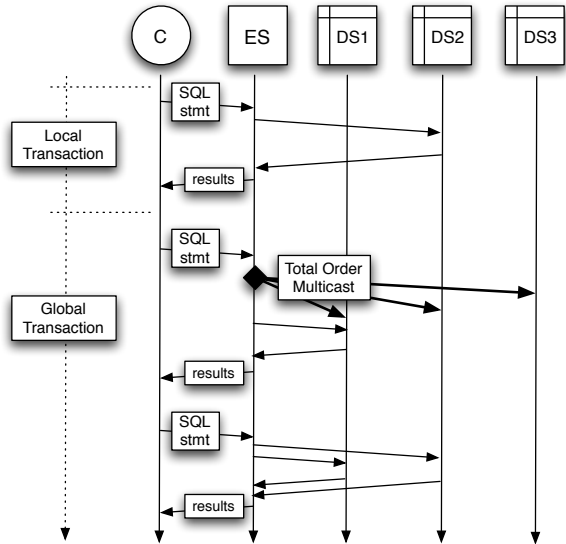 C
ES
DS1
DS2
DS3
SQL
stmt
Local
Transaction
results
SQL
stmt
Total Order
Multicast
Global
Transaction
results
SQL
stmt
results